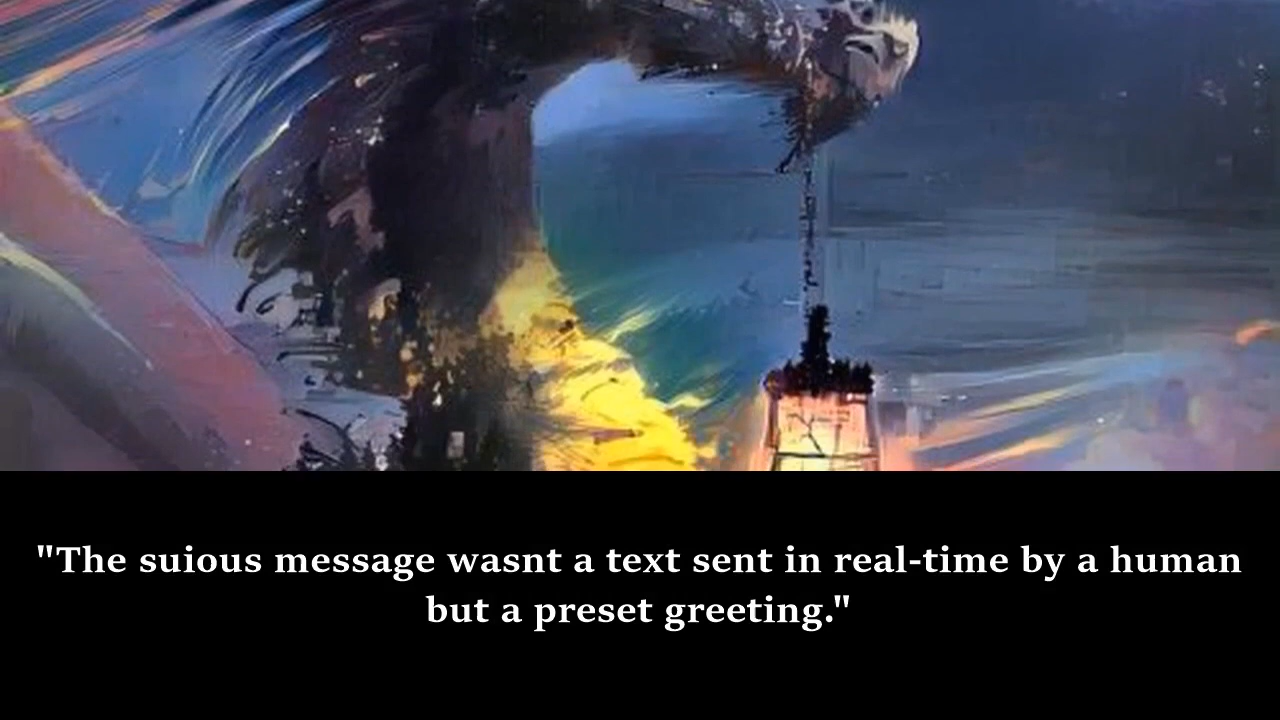 "The suious message wasnt a text sent in real-time by a human
but a preset greeting."